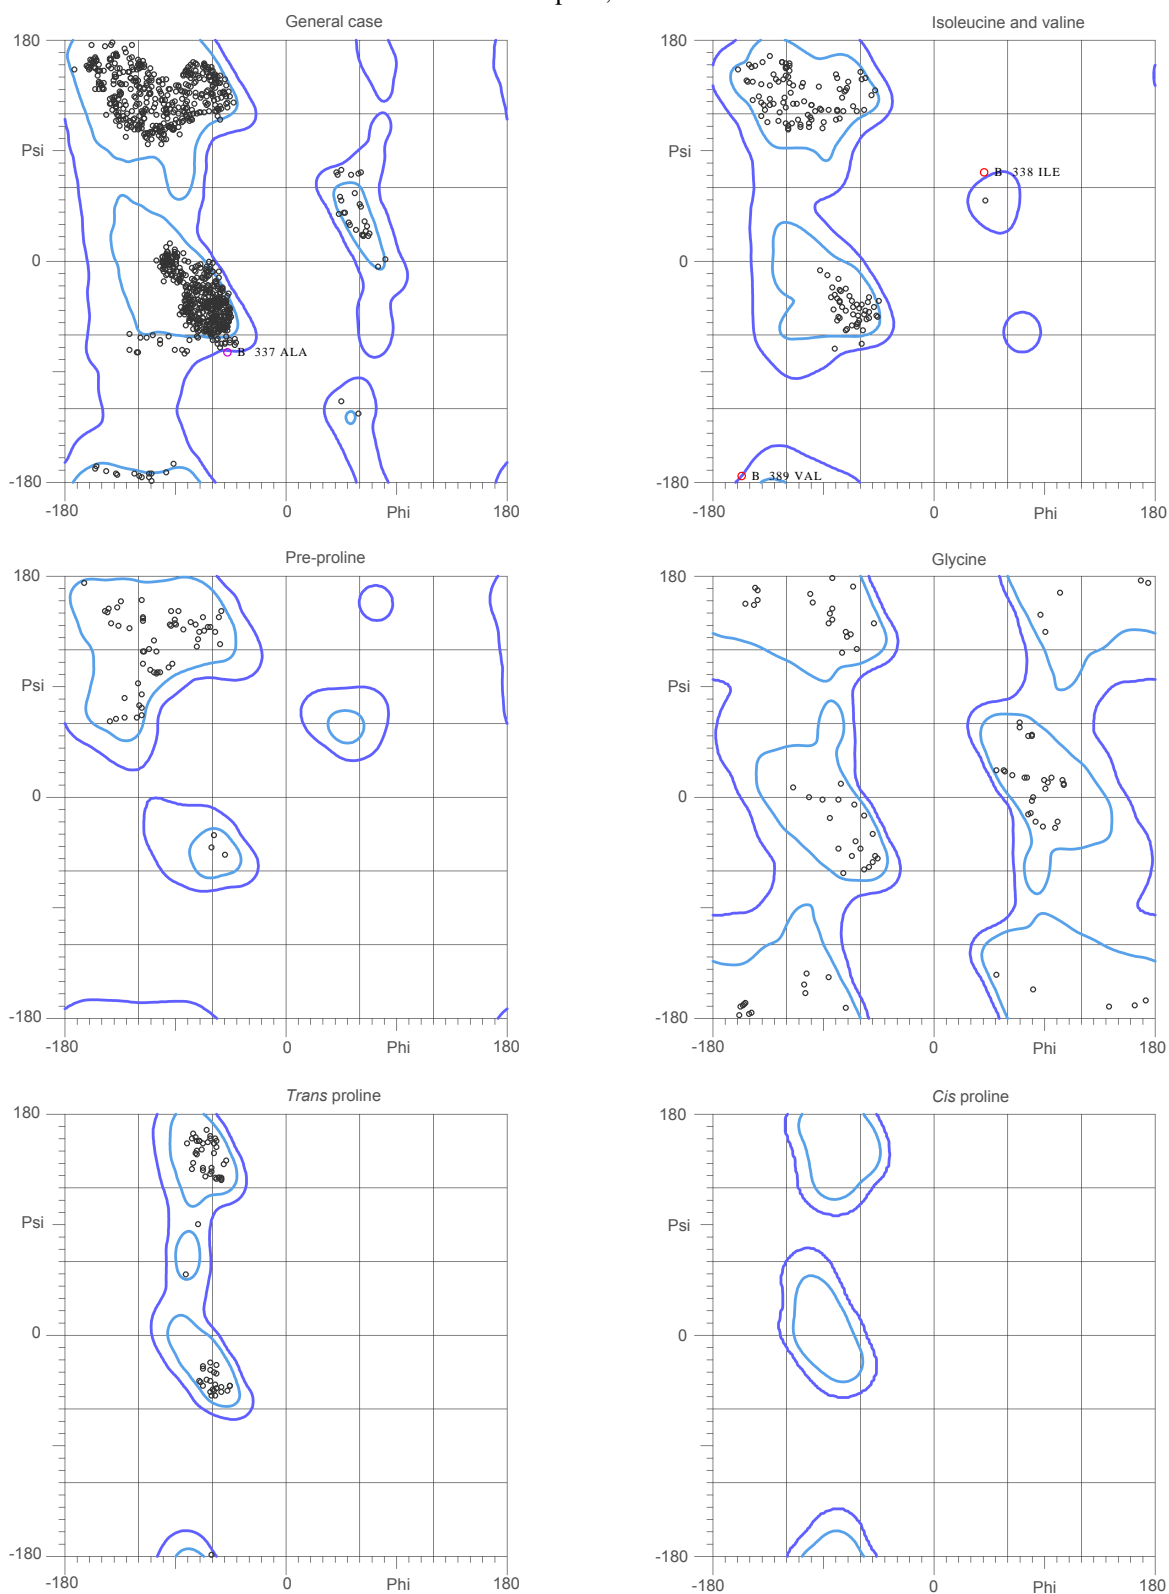 General case
Isoleucine and valine
180
180
Psi
Psi
B 338 ILE
0
0
B 337 ALA
B 389 VAL
-180
-180
-180 0 Phi 180
-180 0 Phi 180
Pre-proline
Glycine
180
180
Psi
Psi
0
0
-180
-180
-180 0 Phi 180
-180 0 Phi 180
Trans proline
Cis proline
180
180
Psi
Psi
0
0
-180
-180
-180 0 Phi 180
-180 0 Phi 180